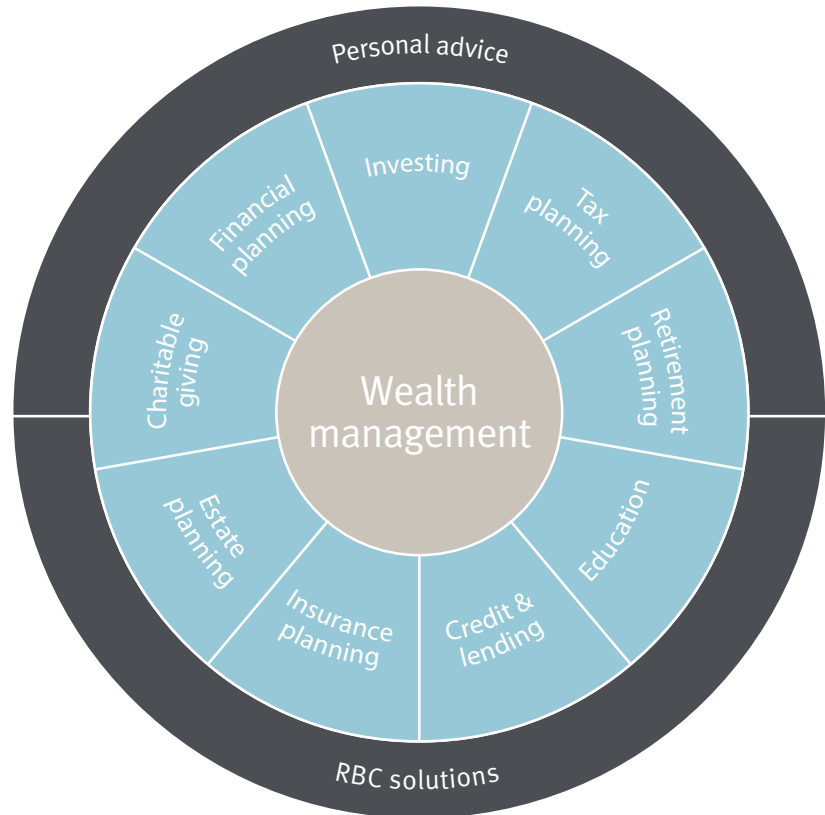 Personal advice
Investing
Tax
planning
Retirement
planning
Education
Credit &
lending
Insurance
planning
Estate
planning
Charitable
giving
Financial
planning
Wealth
management
RBC solutions